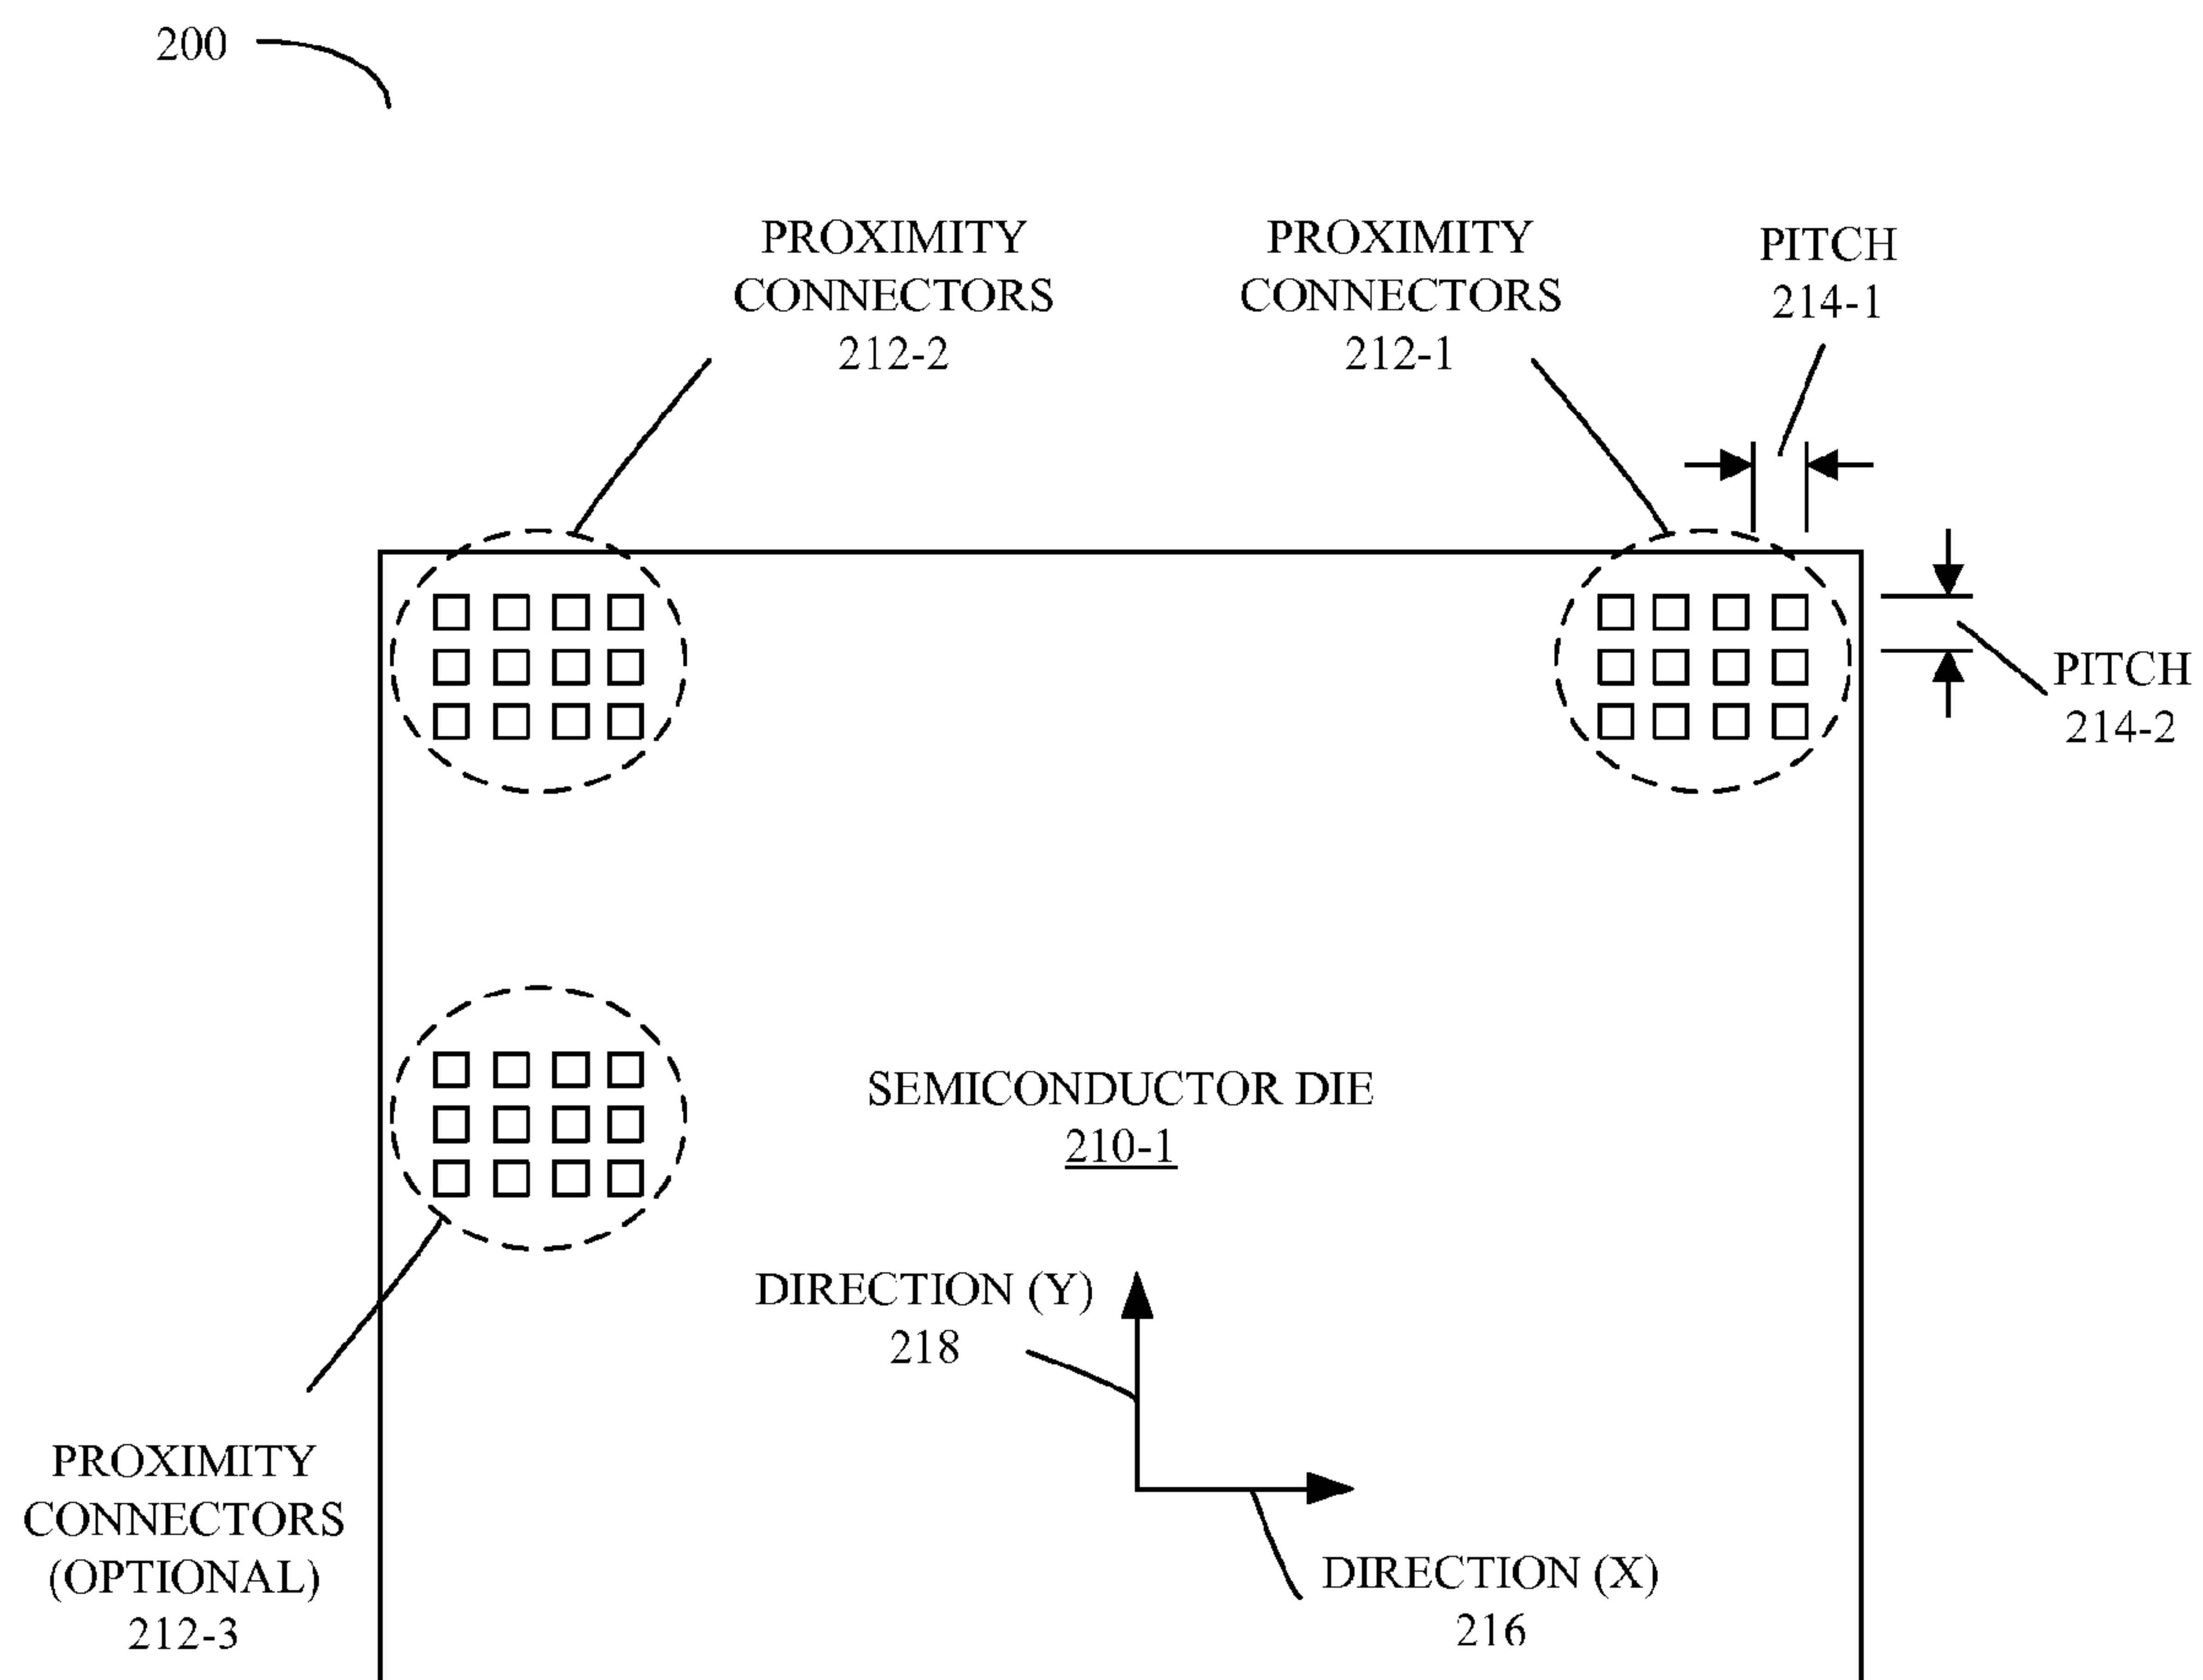 200
PROXIMITY
CONNECTORS
212-2
PROXIMITY
CONNECTORS
212-1
PITCH
214-1
PITCH
214-2
SEMICONDUCTOR DIE
210-1
DIRECTION (Y)
218
PROXIMITY
CONNECTORS
(OPTIONAL)
212-3
DIRECTION (X)
216